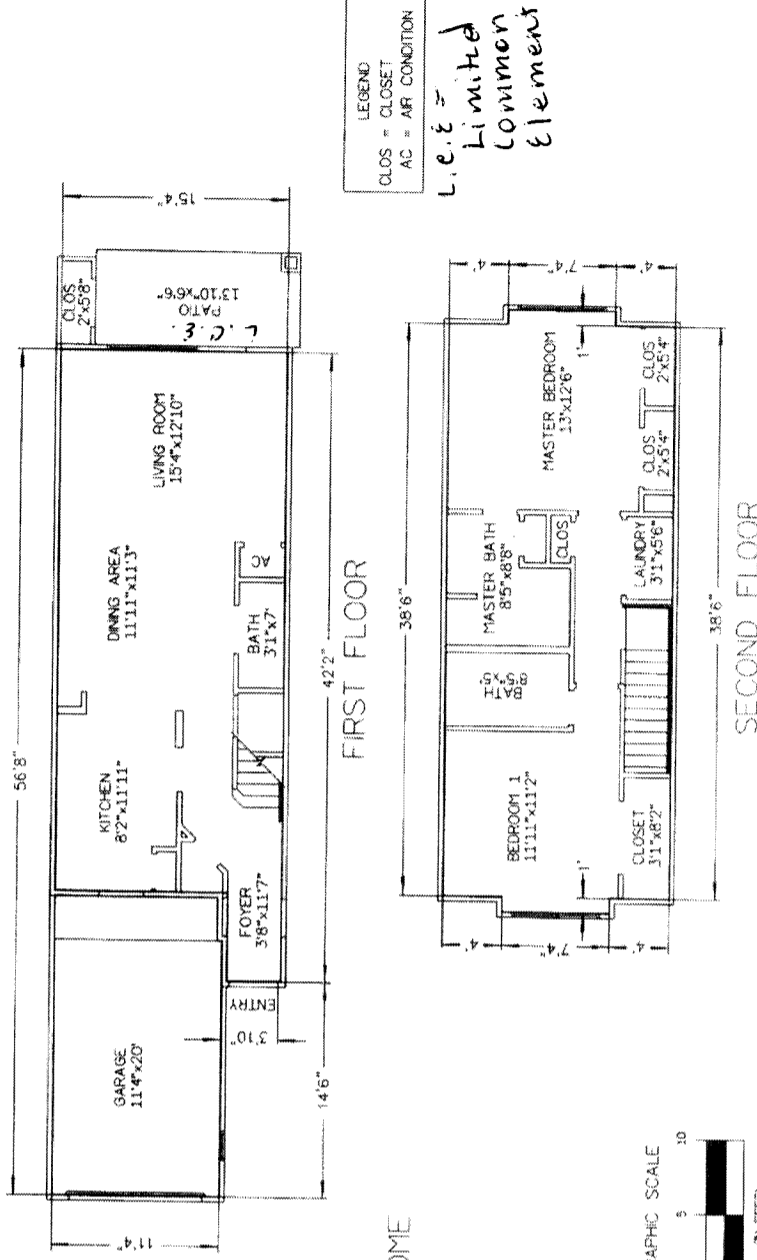 LEGEND
CLOS = CLOSET
AC = AIR CONDITION
L.C.E =
Limited
Common
Element
56'8"
15'4"
CLOS
2'x5'8"
PATIO
13'10"x6'6"
L.C.E.
LIVING ROOM
15'4"x12'10"
DINING AREA
11'11"x11'3"
KITCHEN
8'2"x11'11"
AC
BATH
3'1"x7'
FOYER
3'8"x11'7"
ENTRY
3'10"
GARAGE
11'4"x20'
11'4"
14'6"
42'2"
FIRST FLOOR
38'6"
4'
7'4"
4'
1'
MASTER BEDROOM
13'x12'6"
CLOS
2'x5'4"
CLOS
2'x5'4"
MASTER BATH
8'5"x8'8"
CLOS
LAUNDRY
3'1"x5'6"
BATH
8'5"x5'
BEDROOM 1
11'11"x11'2"
CLOSET
3'1"x8'2"
1'
4'
7'4"
4'
38'6"
SECOND FLOOR
OME
APHIC SCALE
5
10